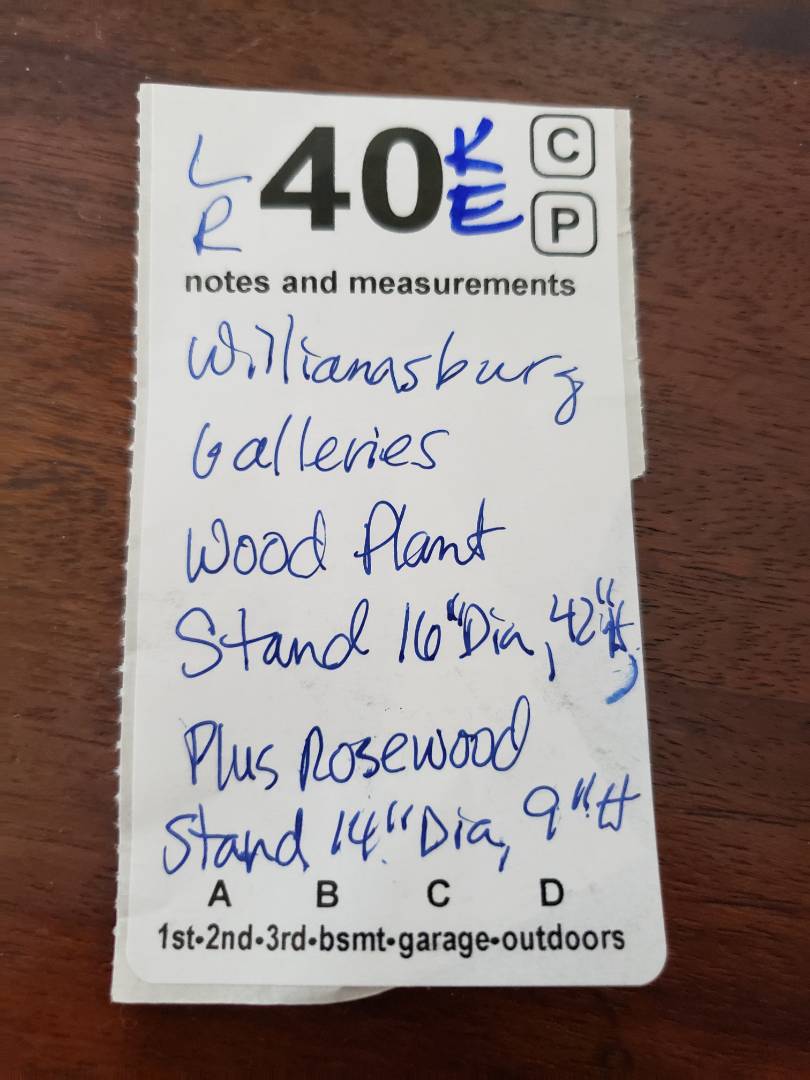 L 40 K C
R E P
notes and measurements
Willianasburg
Galleries
Wood Plant
Stand 16" Dia, 42" H,
Plus Rosewood
Stand 14" Dia, 9" H
A B C D
1st-2nd-3rd-bsmt-garage-outdoors